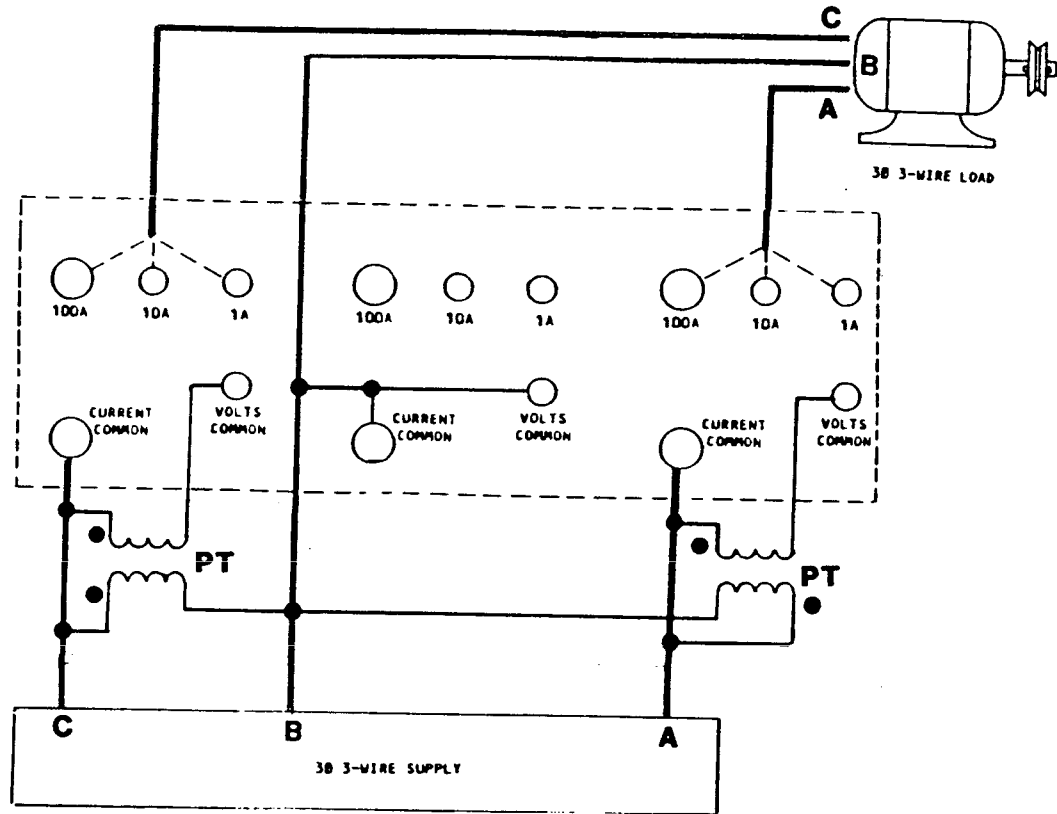 C
B
A
3Ø 3-WIRE LOAD
100A 10A 1A
100A 10A 1A
100A 10A 1A
CURRENT
COMMON
VOLTS
COMMON
CURRENT
COMMON
VOLTS
COMMON
CURRENT
COMMON
VOLTS
COMMON
PT
PT
C
B
A
3Ø 3-WIRE SUPPLY